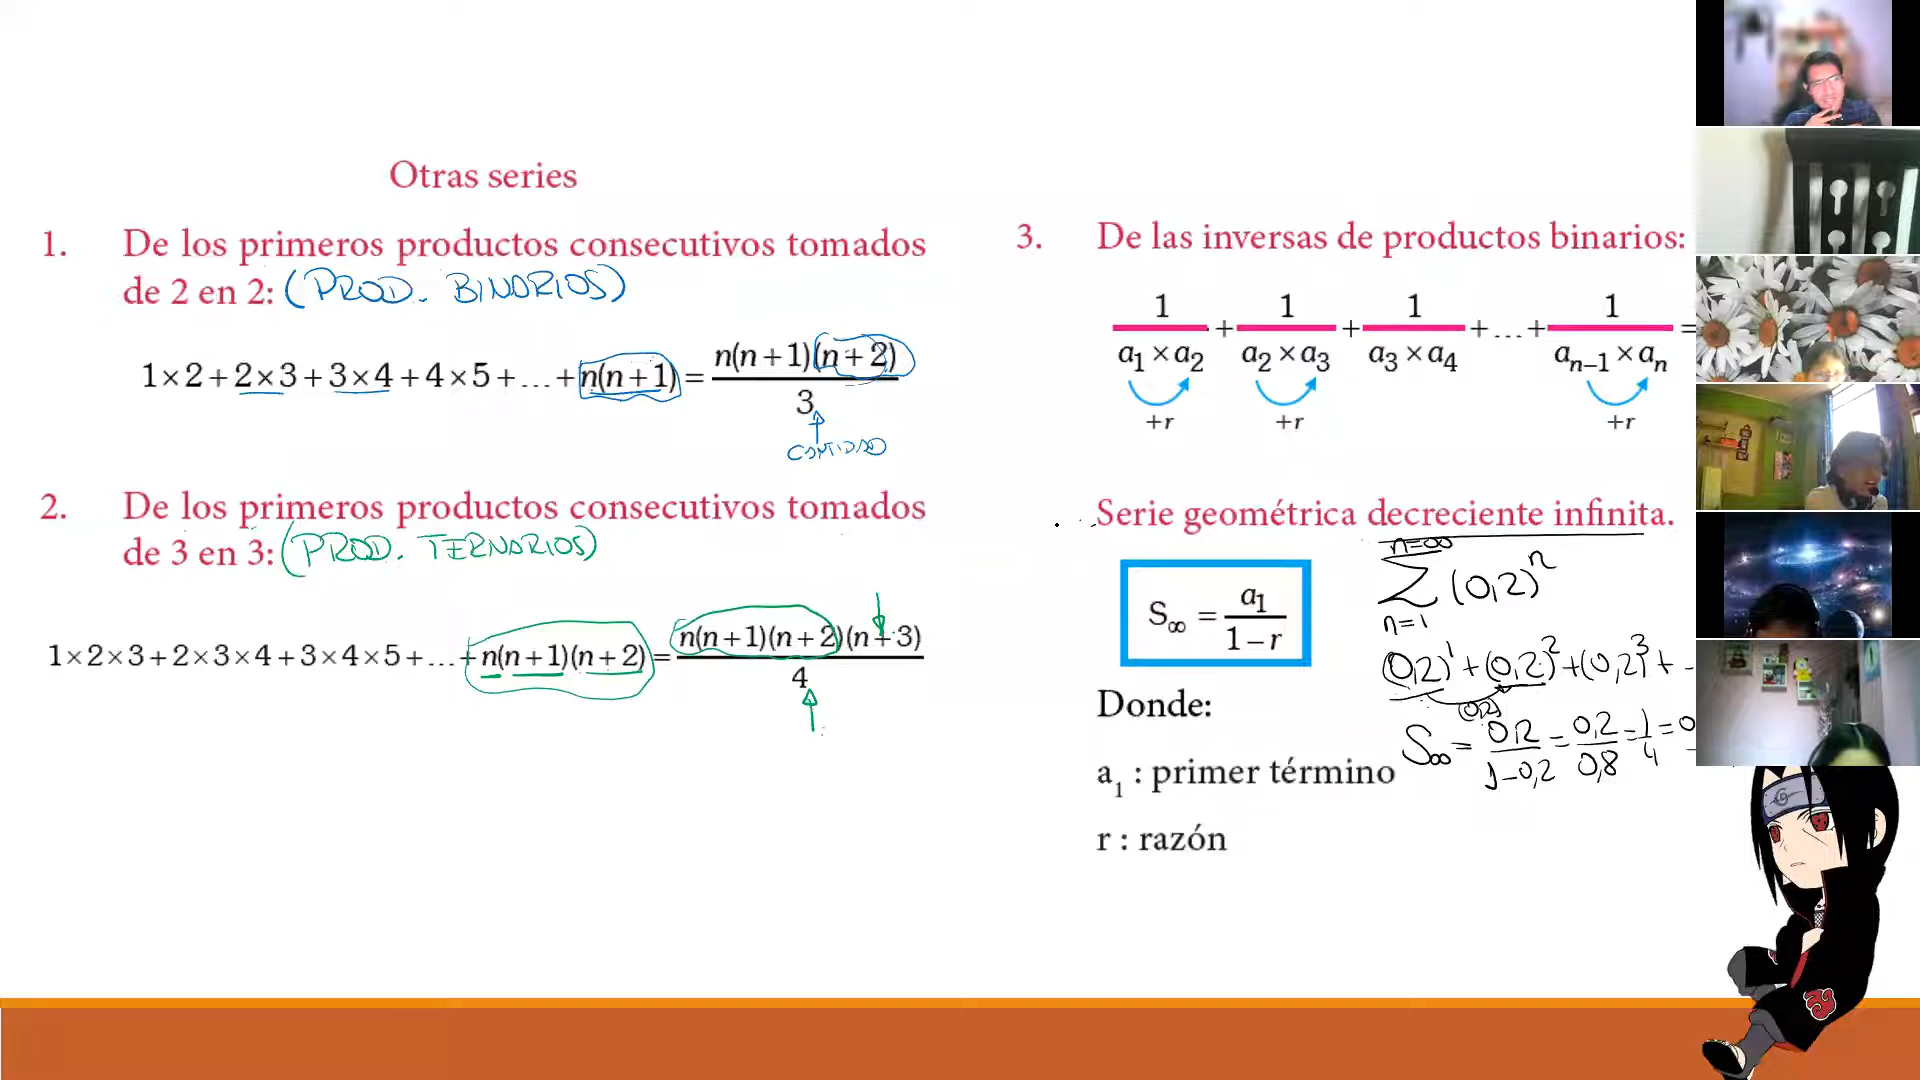 Otras series
1. De los primeros productos consecutivos tomados
de 2 en 2: (PROD. BINARIOS)
1×2+2×3+3×4+4×5+...+n(n+1) = n(n+1)(n+2)/3
CANTIDAD
2. De los primeros productos consecutivos tomados
de 3 en 3: (PROD. TERNARIOS)
1×2×3+2×3×4+3×4×5+...+n(n+1)(n+2) = n(n+1)(n+2)(n+3)/4
3. De las inversas de productos binarios:
1/(a₁×a₂) + 1/(a₂×a₃) + 1/(a₃×a₄) +...+ 1/(aₙ₋₁×aₙ) =
+r +r +r
Serie geométrica decreciente infinita.
S∞ = a₁/(1−r)
n=∞
Σ (0,2)ⁿ
n=1
(0,2)¹+(0,2)²+(0,2)³+
(0,2)
S∞ = 0,2/(1−0,2) = 0,2/0,8 = 1/4 = 0
Donde:
a₁ : primer término
r : razón